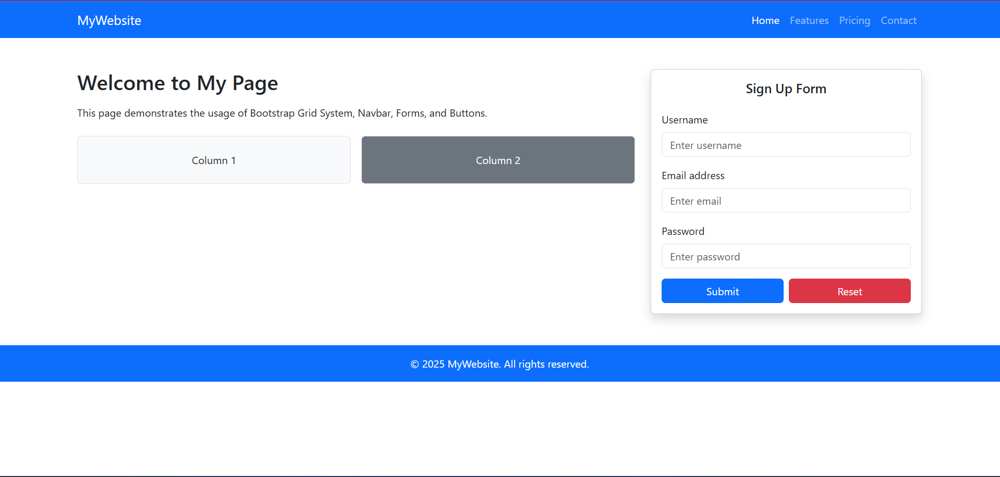 MyWebsite
Home Features Pricing Contact
Welcome to My Page
This page demonstrates the usage of Bootstrap Grid System, Navbar, Forms, and Buttons.
Column 1
Column 2
Sign Up Form
Username
Enter username
Email address
Enter email
Password
Enter password
Submit
Reset
© 2025 MyWebsite. All rights reserved.